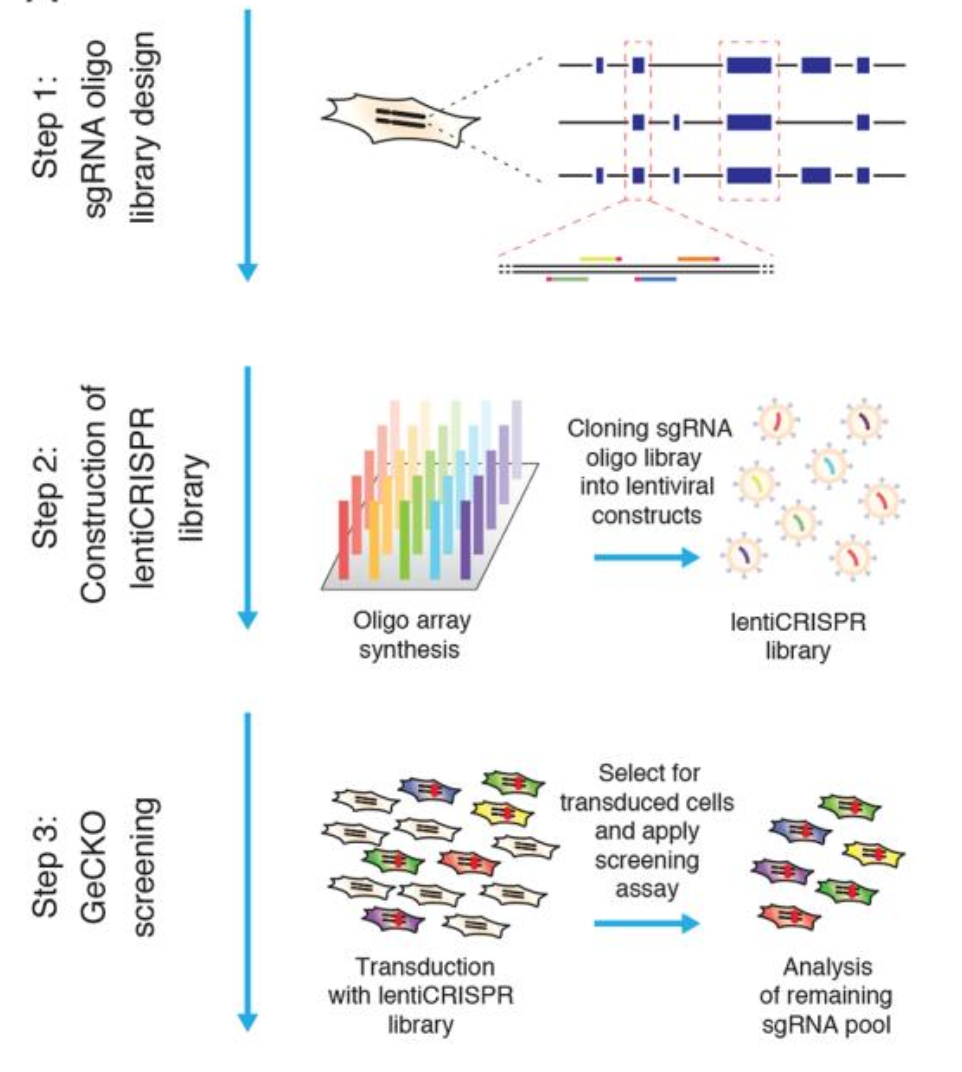 Step 1:
sgRNA oligo
library design
Step 2:
Construction of
lentiCRISPR
library
Cloning sgRNA
oligo libray
into lentiviral
constructs
Oligo array
synthesis
lentiCRISPR
library
Step 3:
GeCKO
screening
Select for
transduced cells
and apply
screening
assay
Transduction
with lentiCRISPR
library
Analysis
of remaining
sgRNA pool